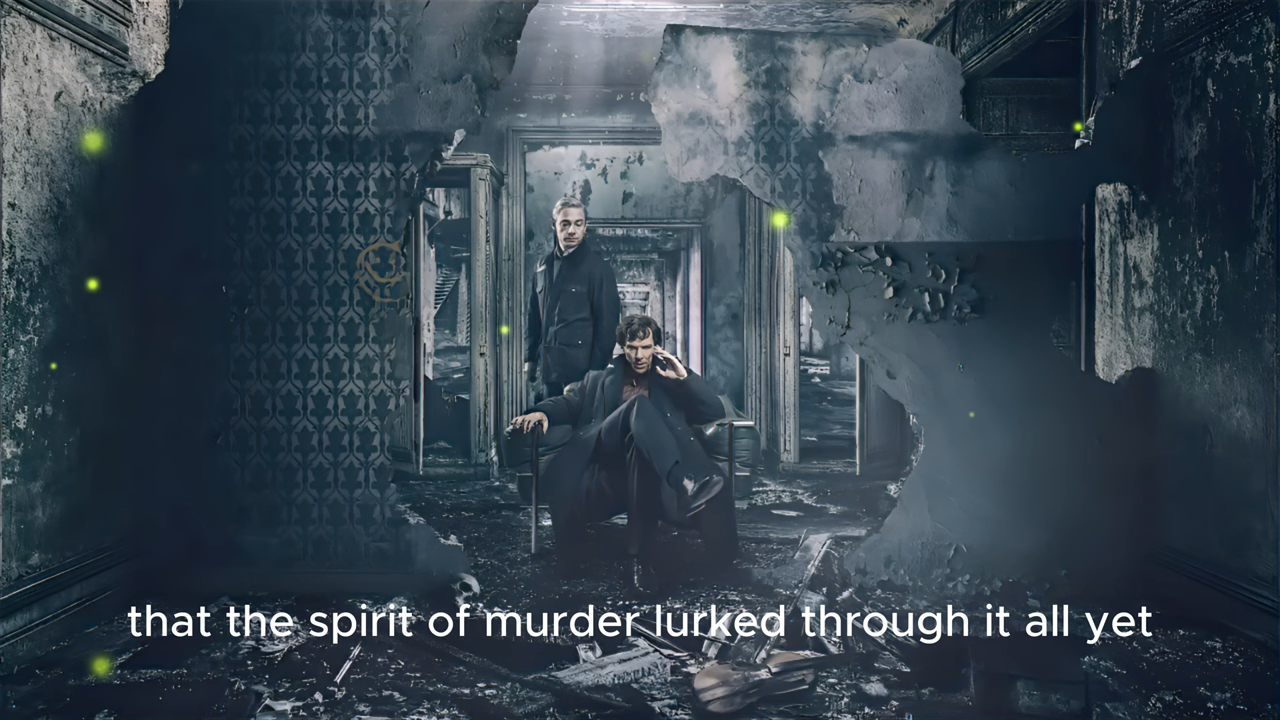 that the spirit of murder lurked through it all yet